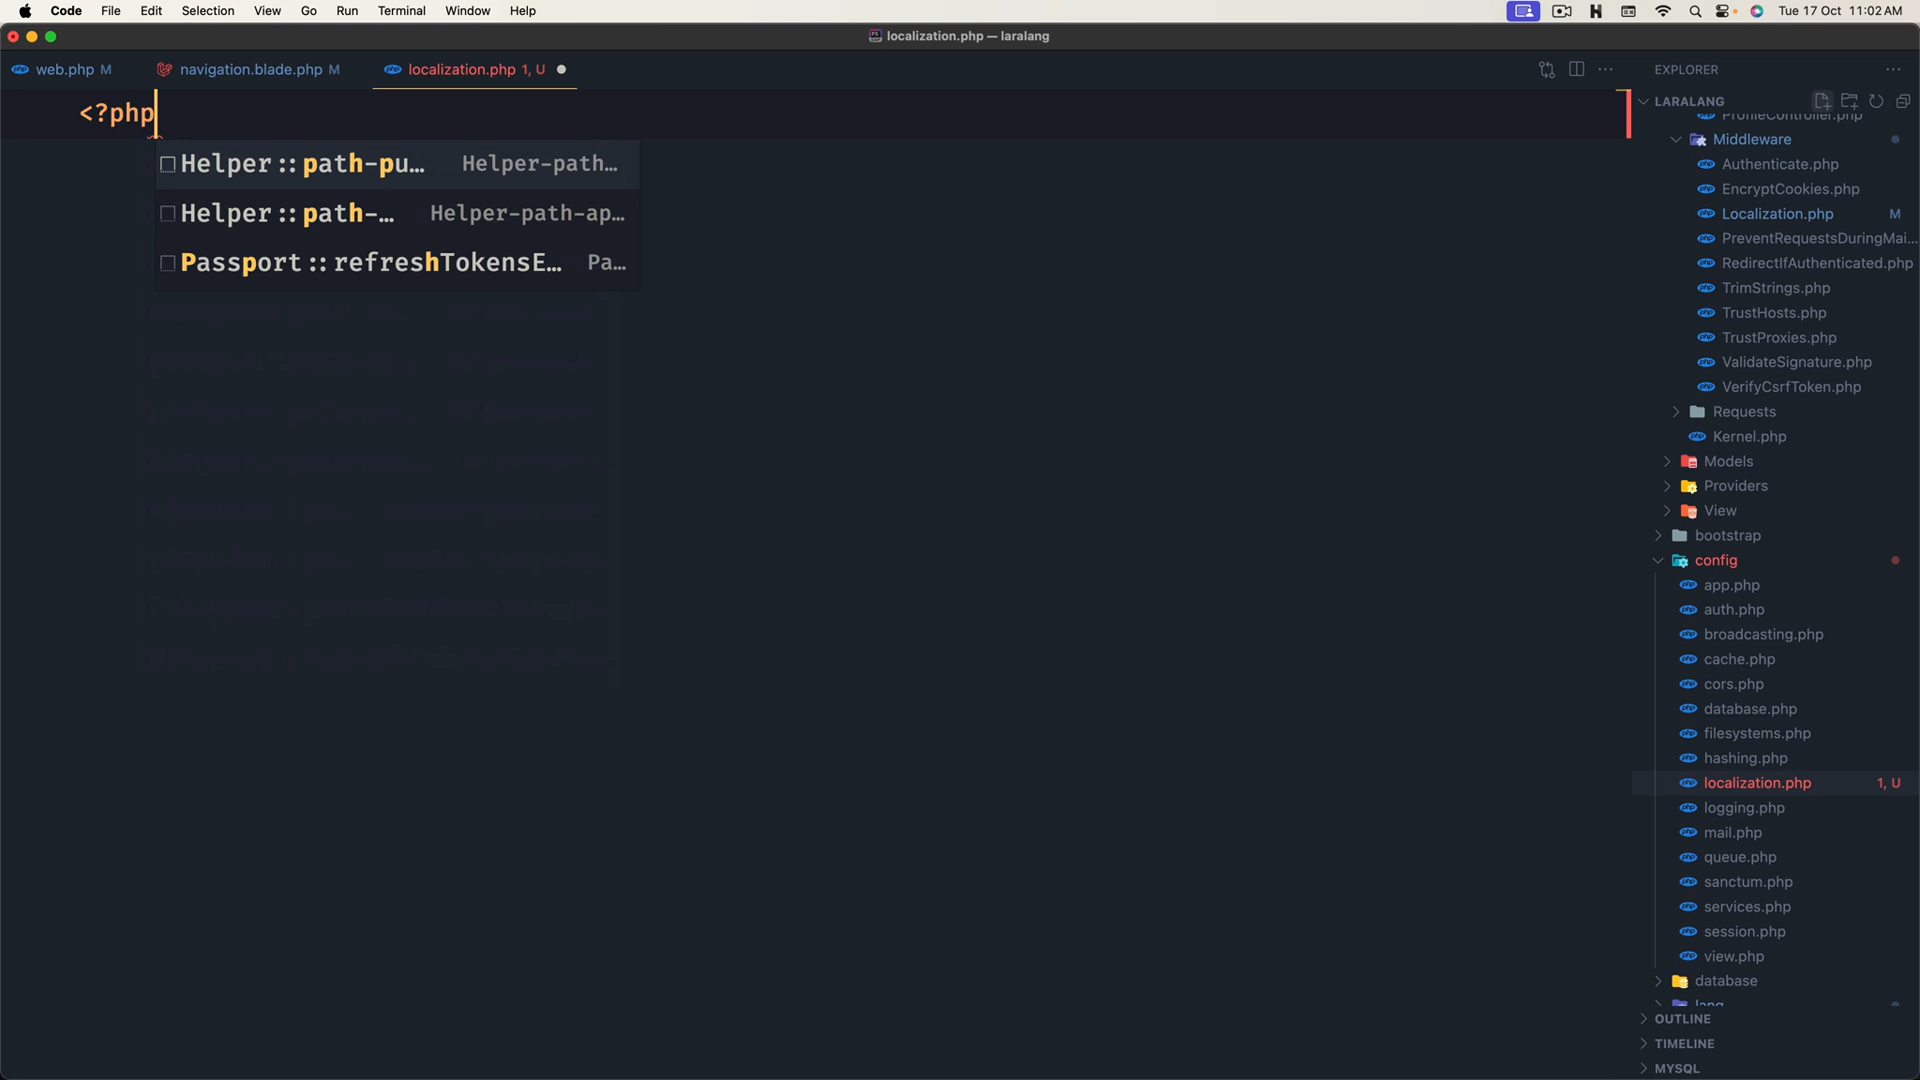 Code File Edit Selection View Go Run Terminal Window Help Tue 17 Oct 11:02 AM
localization.php — laralang
web.php M navigation.blade.php M localization.php 1, U
EXPLORER
<?php
LARALANG
Helper::path-pu… Helper-path…
Helper::path-… Helper-path-ap…
Passport::refreshTokensE… Pa…
ProfileController.php
Middleware
Authenticate.php
EncryptCookies.php
Localization.php M
PreventRequestsDuringMai…
RedirectIfAuthenticated.php
TrimStrings.php
TrustHosts.php
TrustProxies.php
ValidateSignature.php
VerifyCsrfToken.php
Requests
Kernel.php
Models
Providers
View
bootstrap
config
app.php
auth.php
broadcasting.php
cache.php
cors.php
database.php
filesystems.php
hashing.php
localization.php 1, U
logging.php
mail.php
queue.php
sanctum.php
services.php
session.php
view.php
database
lang
OUTLINE
TIMELINE
MYSQL